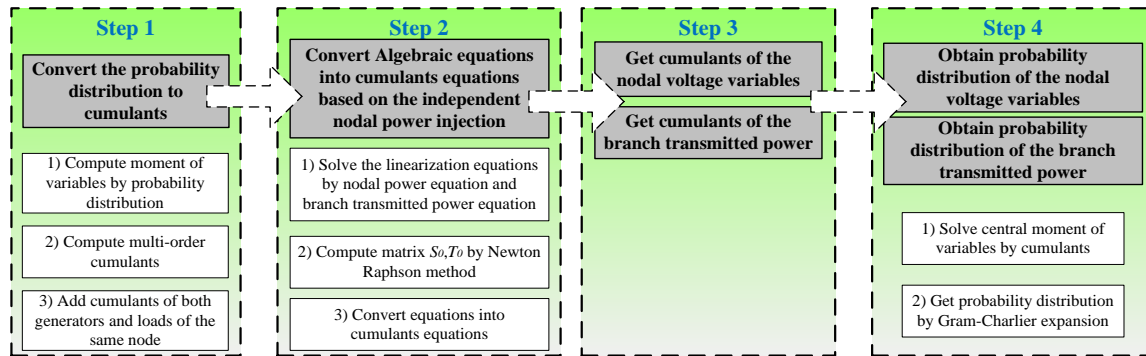 Step 1
Convert the probability
distribution to
cumulants
1) Compute moment of
variables by probability
distribution
2) Compute multi-order
cumulants
3) Add cumulants of both
generators and loads of the
same node
Step 2
Convert Algebraic equations
into cumulants equations
based on the independent
nodal power injection
1) Solve the linearization equations
by nodal power equation and
branch transmitted power equation
2) Compute matrix S0,T0 by Newton
Raphson method
3) Convert equations into
cumulants equations
Step 3
Get cumulants of the
nodal voltage variables
Get cumulants of the
branch transmitted power
Step 4
Obtain probability
distribution of the nodal
voltage variables
Obtain probability
distribution of the branch
transmitted power
1) Solve central moment of
variables by cumulants
2) Get probability distribution
by Gram-Charlier expansion